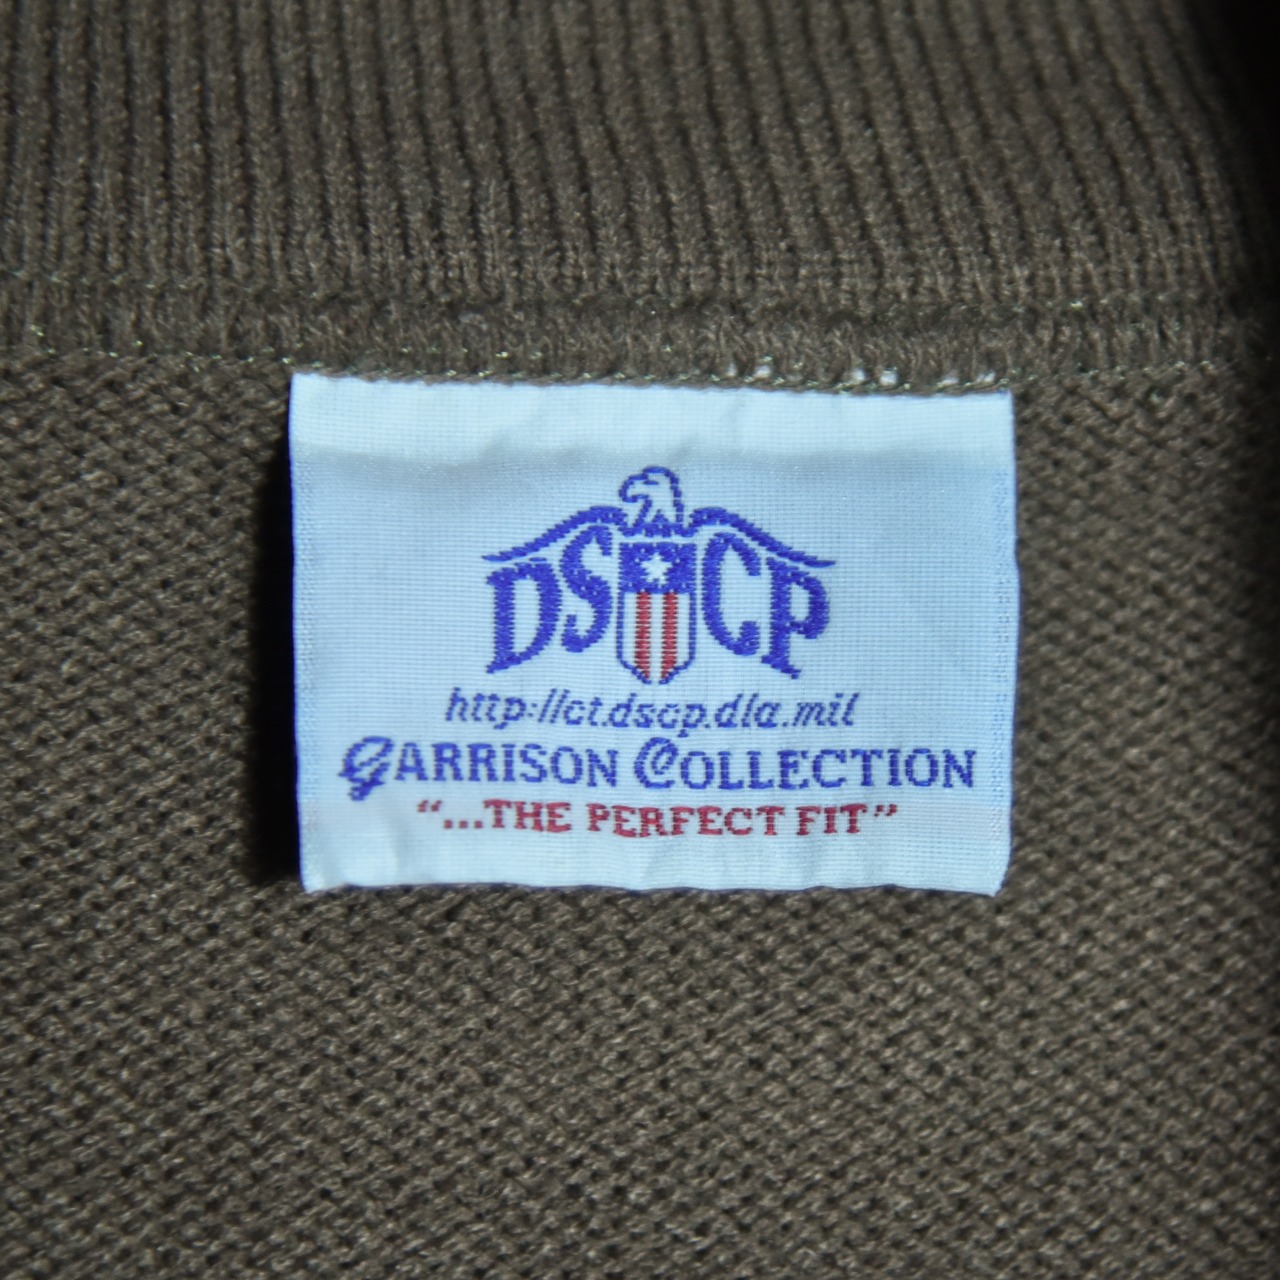 DSCP
http://ct.dscp.dla.mil
GARRISON COLLECTION
“...THE PERFECT FIT”